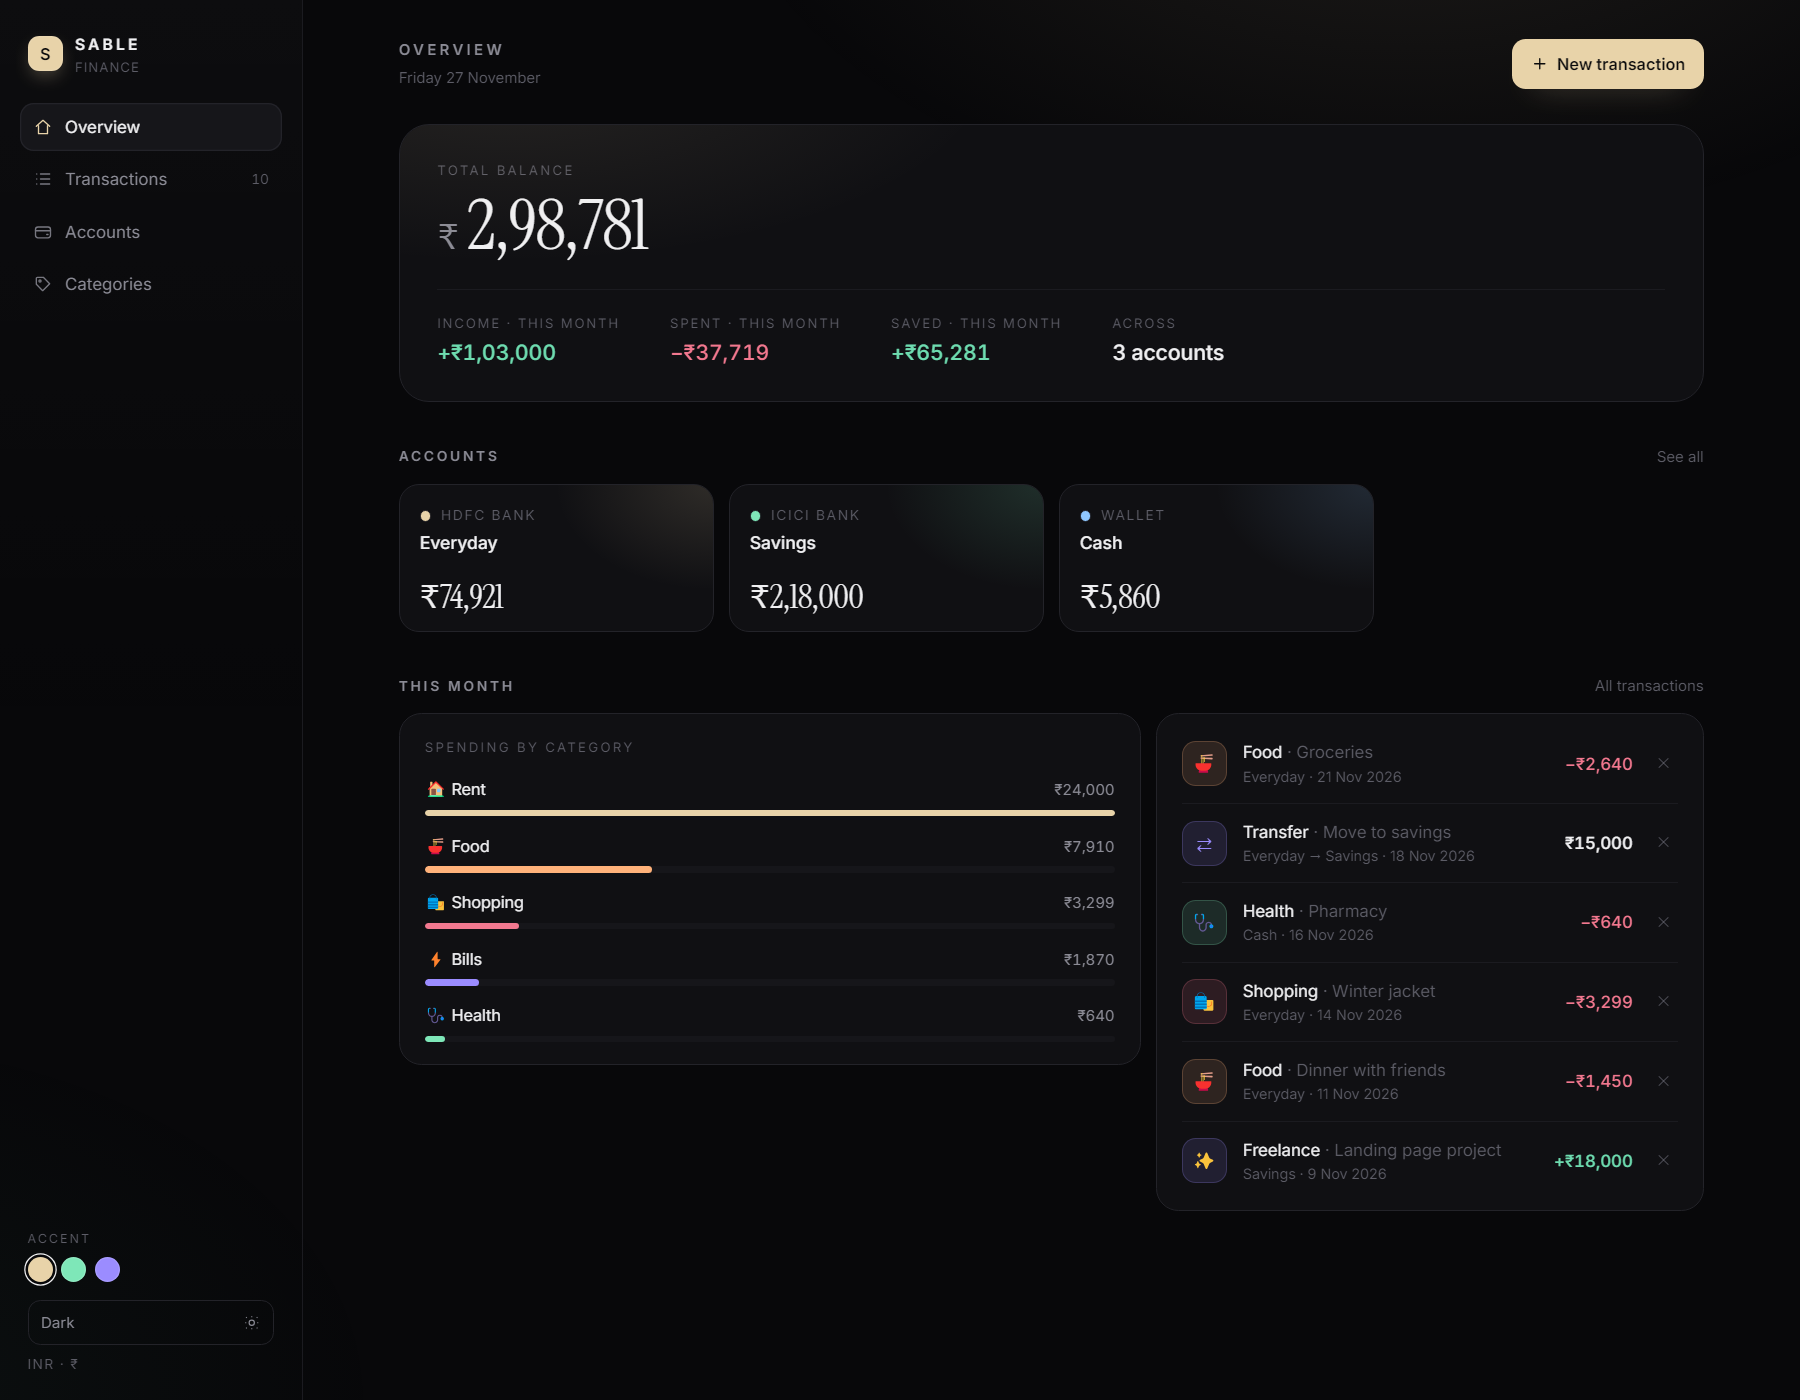 S
SABLE
FINANCE
Overview
Transactions 10
Accounts
Categories
ACCENT
Dark
INR · ₹
OVERVIEW
Friday 27 November
+ New transaction
TOTAL BALANCE
₹ 2,98,781
INCOME · THIS MONTH
+₹1,03,000
SPENT · THIS MONTH
−₹37,719
SAVED · THIS MONTH
+₹65,281
ACROSS
3 accounts
ACCOUNTS
See all
HDFC BANK
Everyday
₹74,921
ICICI BANK
Savings
₹2,18,000
WALLET
Cash
₹5,860
THIS MONTH
All transactions
SPENDING BY CATEGORY
Rent ₹24,000
Food ₹7,910
Shopping ₹3,299
Bills ₹1,870
Health ₹640
Food · Groceries
Everyday · 21 Nov 2026
−₹2,640
Transfer · Move to savings
Everyday → Savings · 18 Nov 2026
₹15,000
Health · Pharmacy
Cash · 16 Nov 2026
−₹640
Shopping · Winter jacket
Everyday · 14 Nov 2026
−₹3,299
Food · Dinner with friends
Everyday · 11 Nov 2026
−₹1,450
Freelance · Landing page project
Savings · 9 Nov 2026
+₹18,000